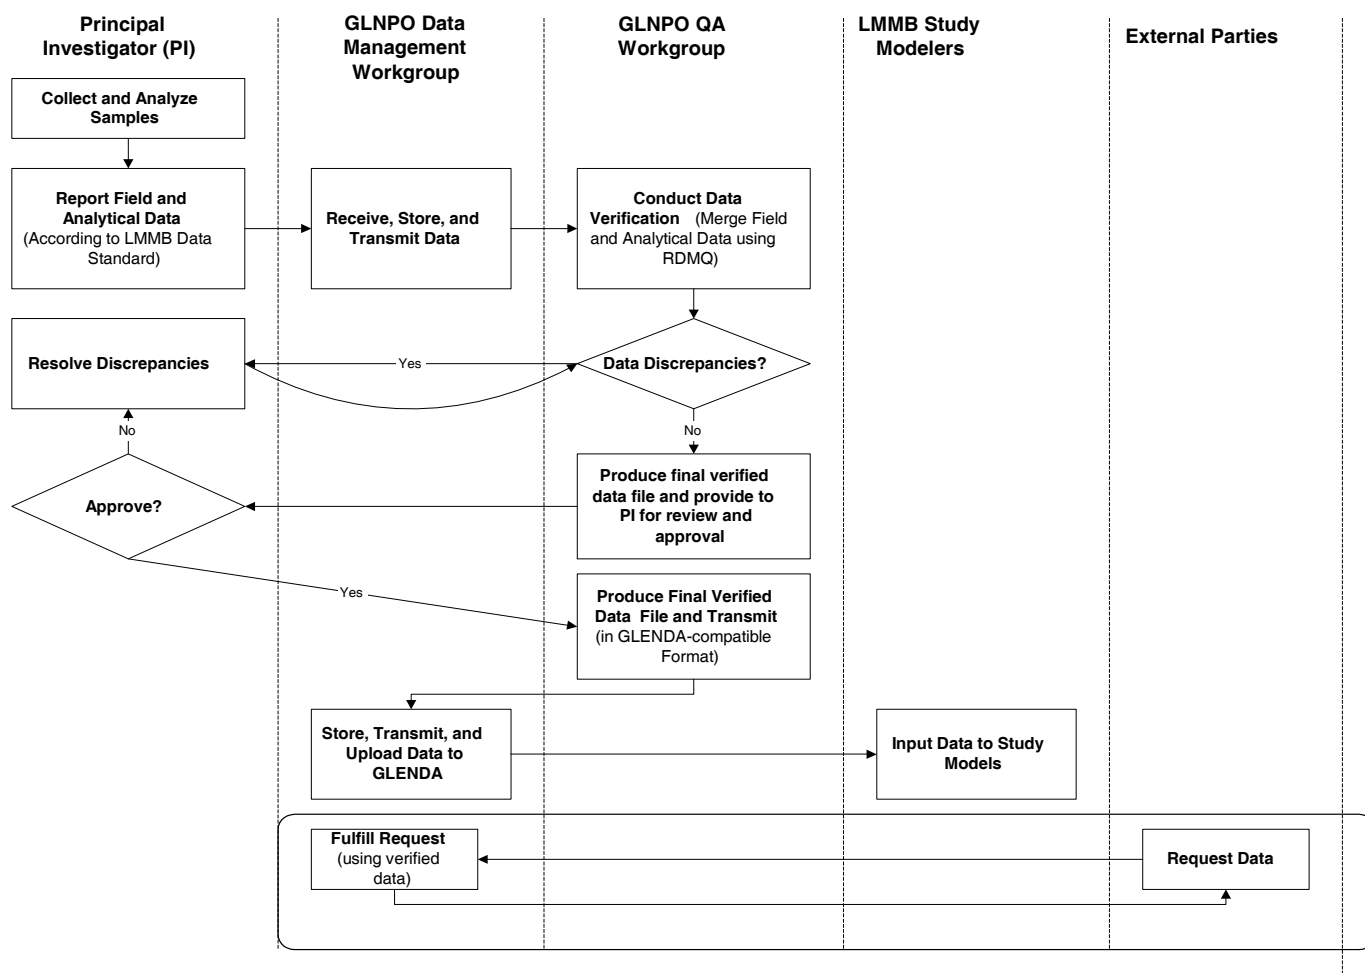 Principal
Investigator (PI)
GLNPO Data
Management
Workgroup
GLNPO QA
Workgroup
LMMB Study
Modelers
External Parties
Collect and Analyze
Samples
Report Field and
Analytical Data
(According to LMMB Data
Standard)
Receive, Store, and
Transmit Data
Conduct Data
Verification (Merge Field
and Analytical Data using
RDMQ)
Resolve Discrepancies
Yes
Data Discrepancies?
No
No
Approve?
Produce final verified
data file and provide to
PI for review and
approval
Yes
Produce Final Verified
Data File and Transmit
(in GLENDA-compatible
Format)
Store, Transmit, and
Upload Data to
GLENDA
Input Data to Study
Models
Fulfill Request
(using verified
data)
Request Data